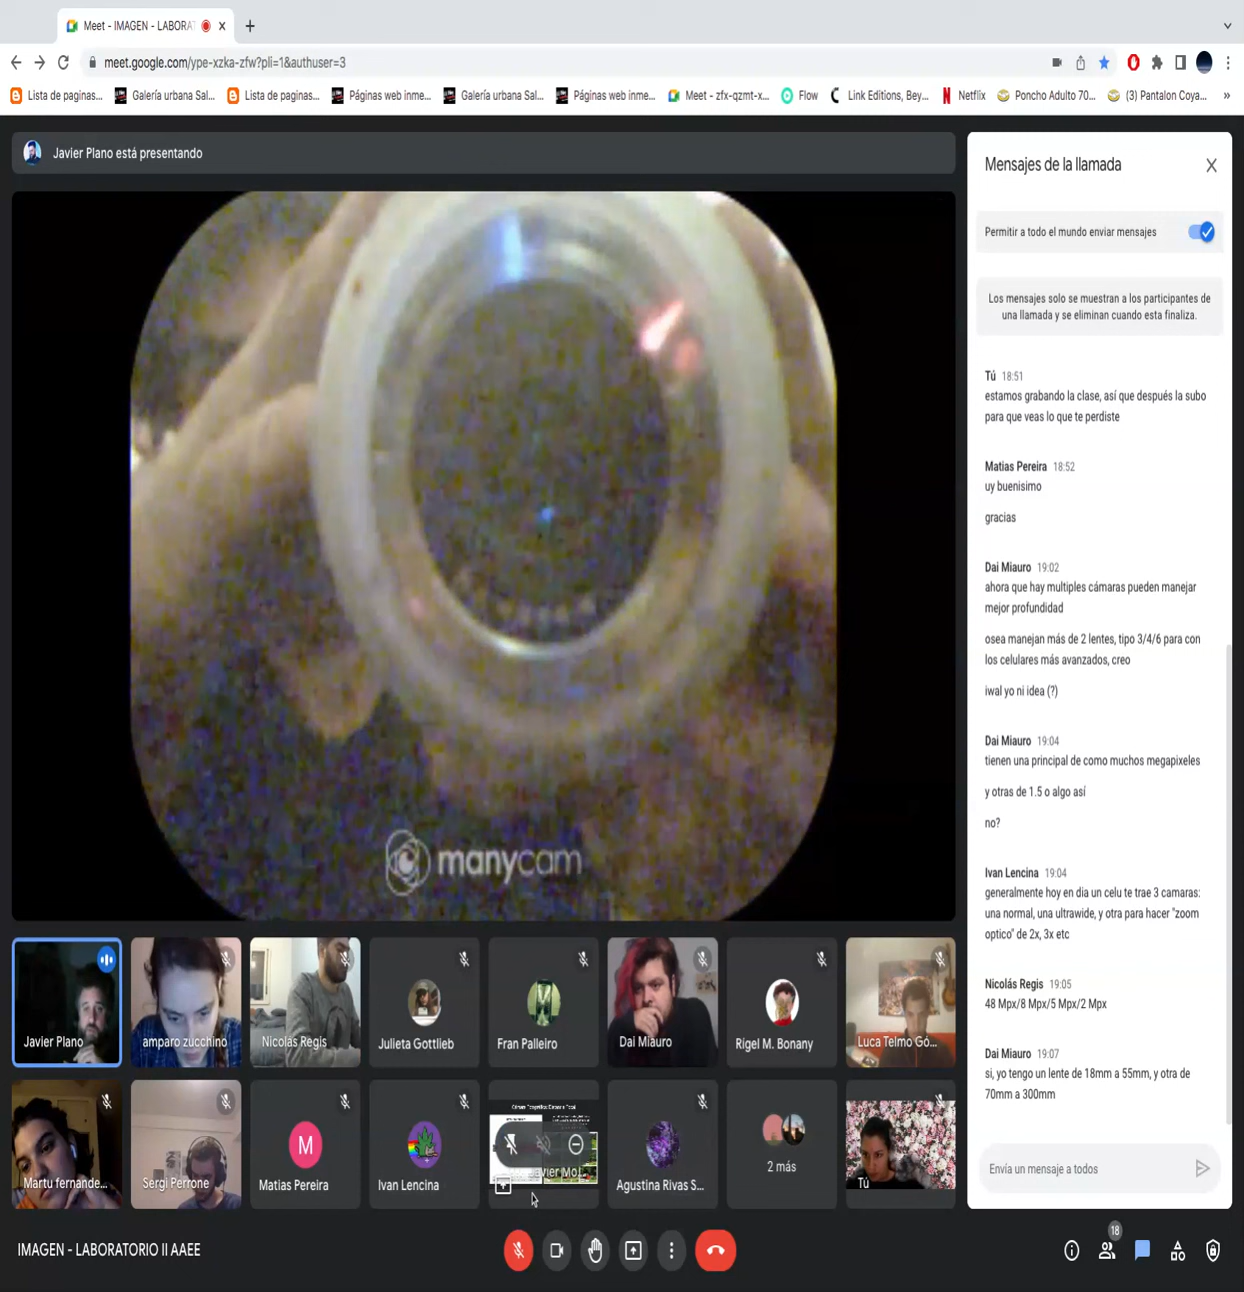 Meet - IMAGEN - LABORAT
meet.google.com/ype-xzka-zfw?pli=1&authuser=3
Lista de paginas...
Galería urbana Sal...
Lista de paginas...
Páginas web inme...
Galería urbana Sal...
Páginas web inme...
Meet - zfx-qzmt-x...
Flow
Link Editions, Bey...
Netflix
Poncho Adulto 70...
(3) Pantalon Coya...
Javier Plano está presentando
manycam
Javier Plano
amparo zucchino
Nicolás Regis
Julieta Gottlieb
Fran Palleiro
Dai Miauro
Rigel M. Bonany
Luca Telmo Gó...
Martu fernande...
Sergi Perrone
M
Matias Pereira
Ivan Lencina
Agustina Rivas S...
2 más
Tú
IMAGEN - LABORATORIO II AAEE
18
Mensajes de la llamada
Permitir a todo el mundo enviar mensajes
Los mensajes solo se muestran a los participantes de
una llamada y se eliminan cuando esta finaliza.
Tú 18:51
estamos grabando la clase, así que después la subo
para que veas lo que te perdiste
Matias Pereira 18:52
uy buenisimo
gracias
Dai Miauro 19:02
ahora que hay multiples cámaras pueden manejar
mejor profundidad
osea manejan más de 2 lentes, tipo 3/4/6 para con
los celulares más avanzados, creo
iwal yo ni idea (?)
Dai Miauro 19:04
tienen una principal de como muchos megapixeles
y otras de 1.5 o algo así
no?
Ivan Lencina 19:04
generalmente hoy en dia un celu te trae 3 camaras:
una normal, una ultrawide, y otra para hacer "zoom
optico" de 2x, 3x etc
Nicolás Regis 19:05
48 Mpx/8 Mpx/5 Mpx/2 Mpx
Dai Miauro 19:07
si, yo tengo un lente de 18mm a 55mm, y otra de
70mm a 300mm
Envía un mensaje a todos